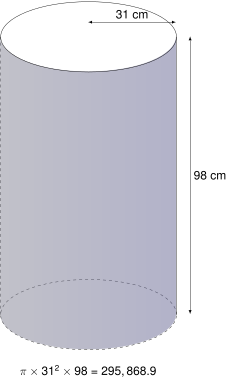 31 cm
98 cm
π × 31² × 98 = 295, 868.9